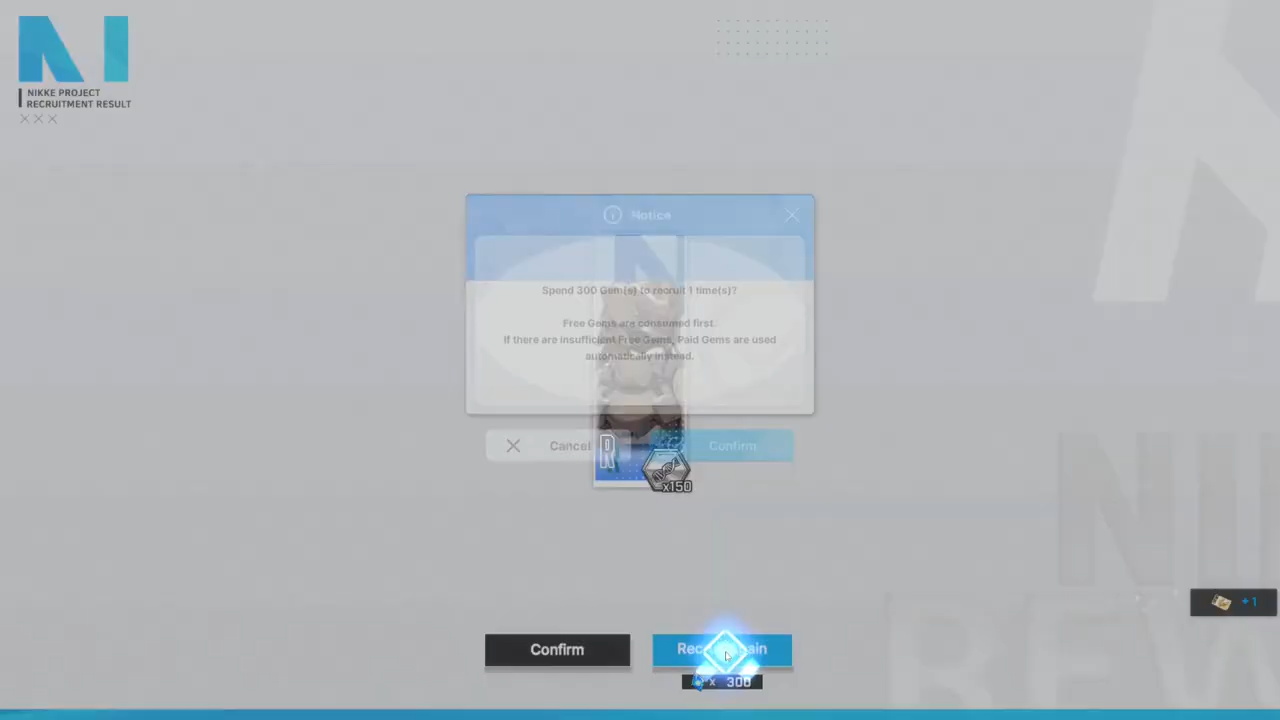 NIKKE PROJECT
RECRUITMENT RESULT
Notice
Spend 300 Gem(s) to recruit 1 time(s)?
Free Gems are consumed first.
If there are insufficient Free Gems, Paid Gems are used
automatically instead.
Cancel
Confirm
R
x150
+1
Confirm
x 300